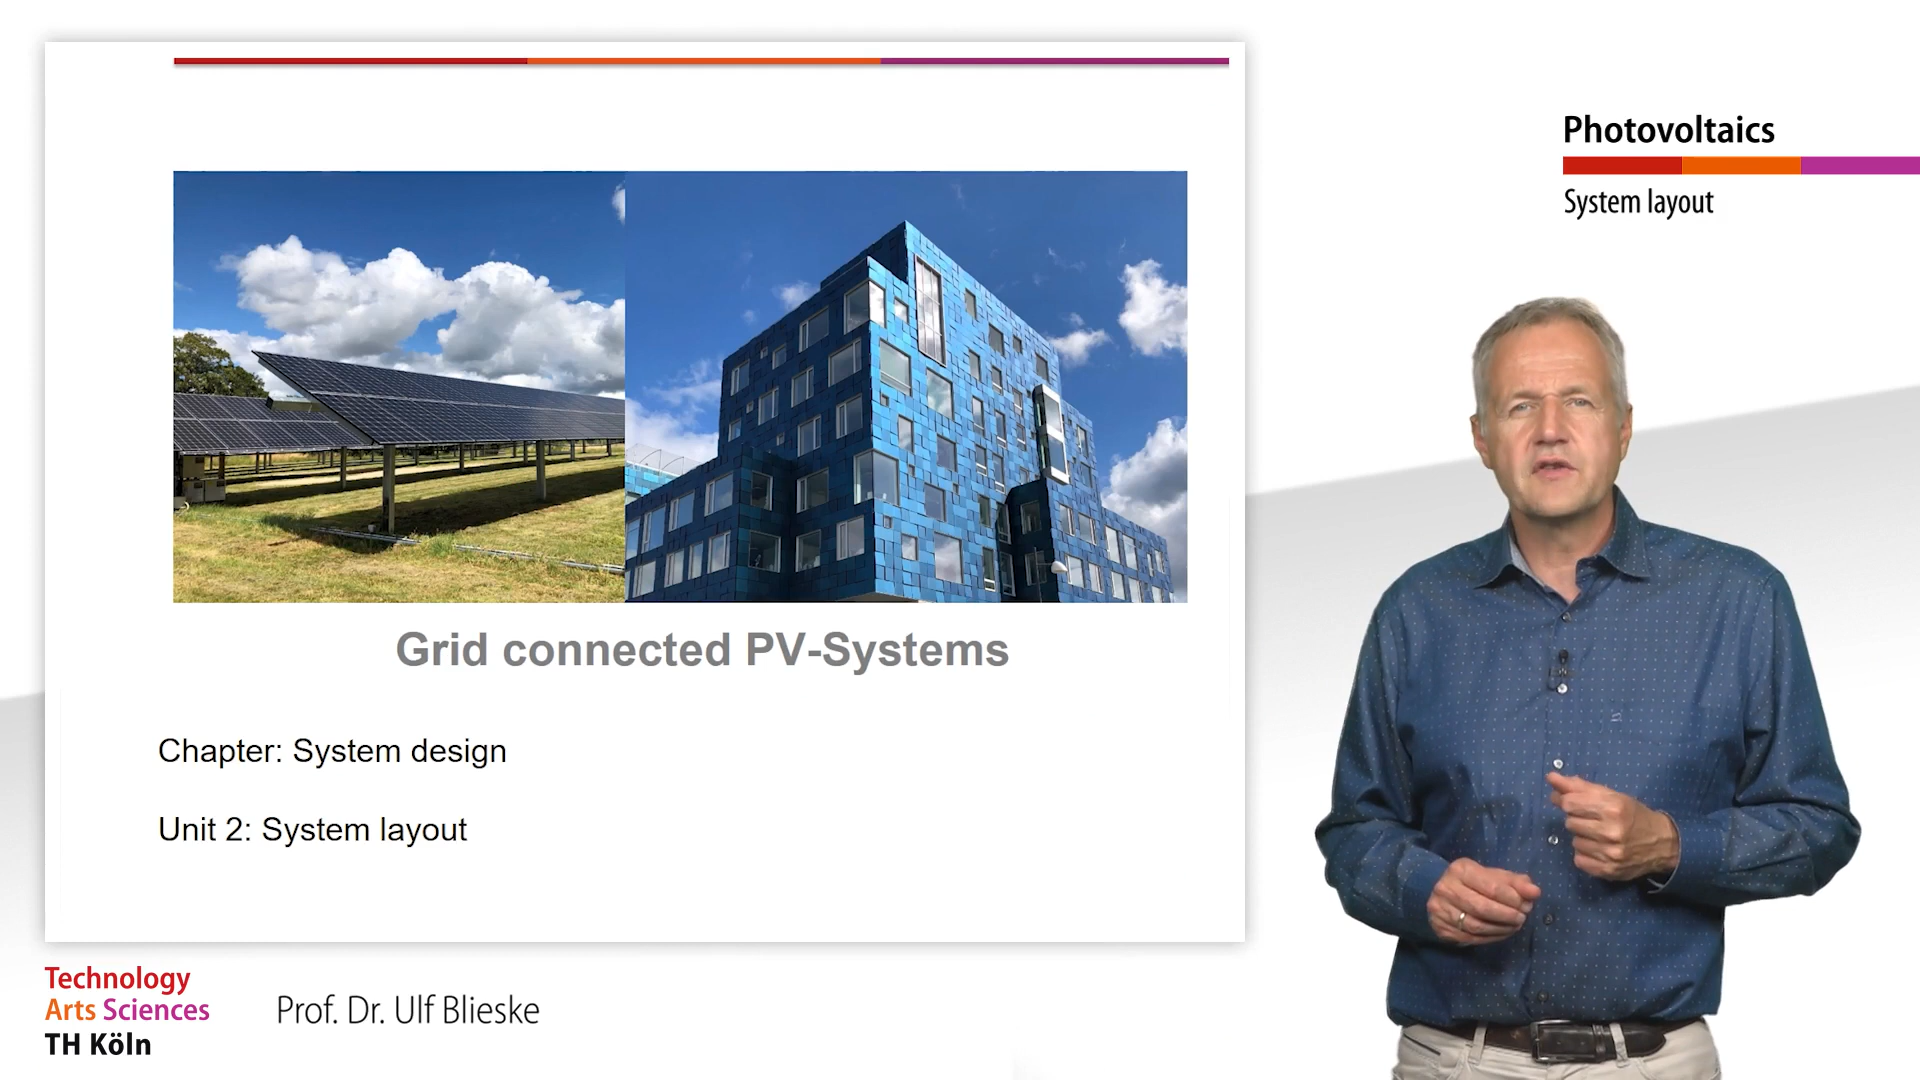 Photovoltaics
System layout
Grid connected PV-Systems
Chapter: System design
Unit 2: System layout
Technology
Arts Sciences
TH Köln
Prof. Dr. Ulf Blieske